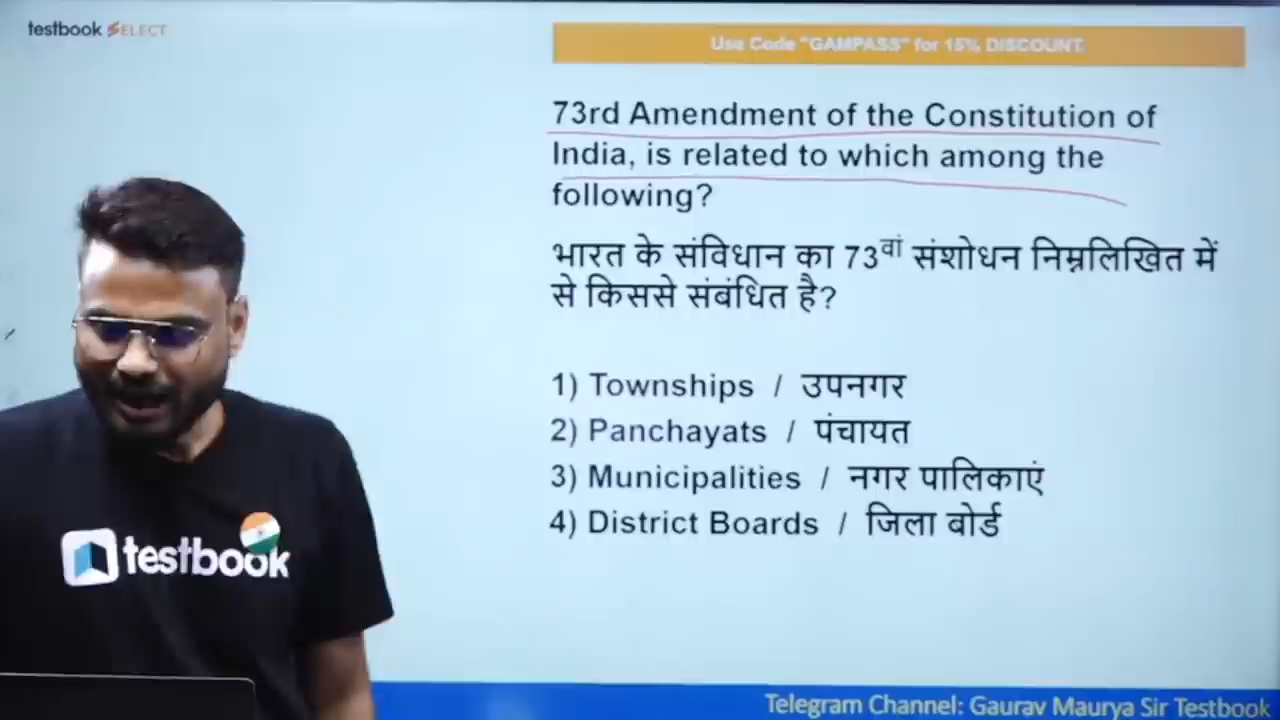 testbook SELECT
Use Code "GAMPASS" for 15% DISCOUNT.
73rd Amendment of the Constitution of
India, is related to which among the
following?
भारत के संविधान का 73वां संशोधन निम्नलिखित में
से किससे संबंधित है?
1) Townships / उपनगर
2) Panchayats / पंचायत
3) Municipalities / नगर पालिकाएं
4) District Boards / जिला बोर्ड
testbook
Telegram Channel: Gaurav Maurya Sir Testbook